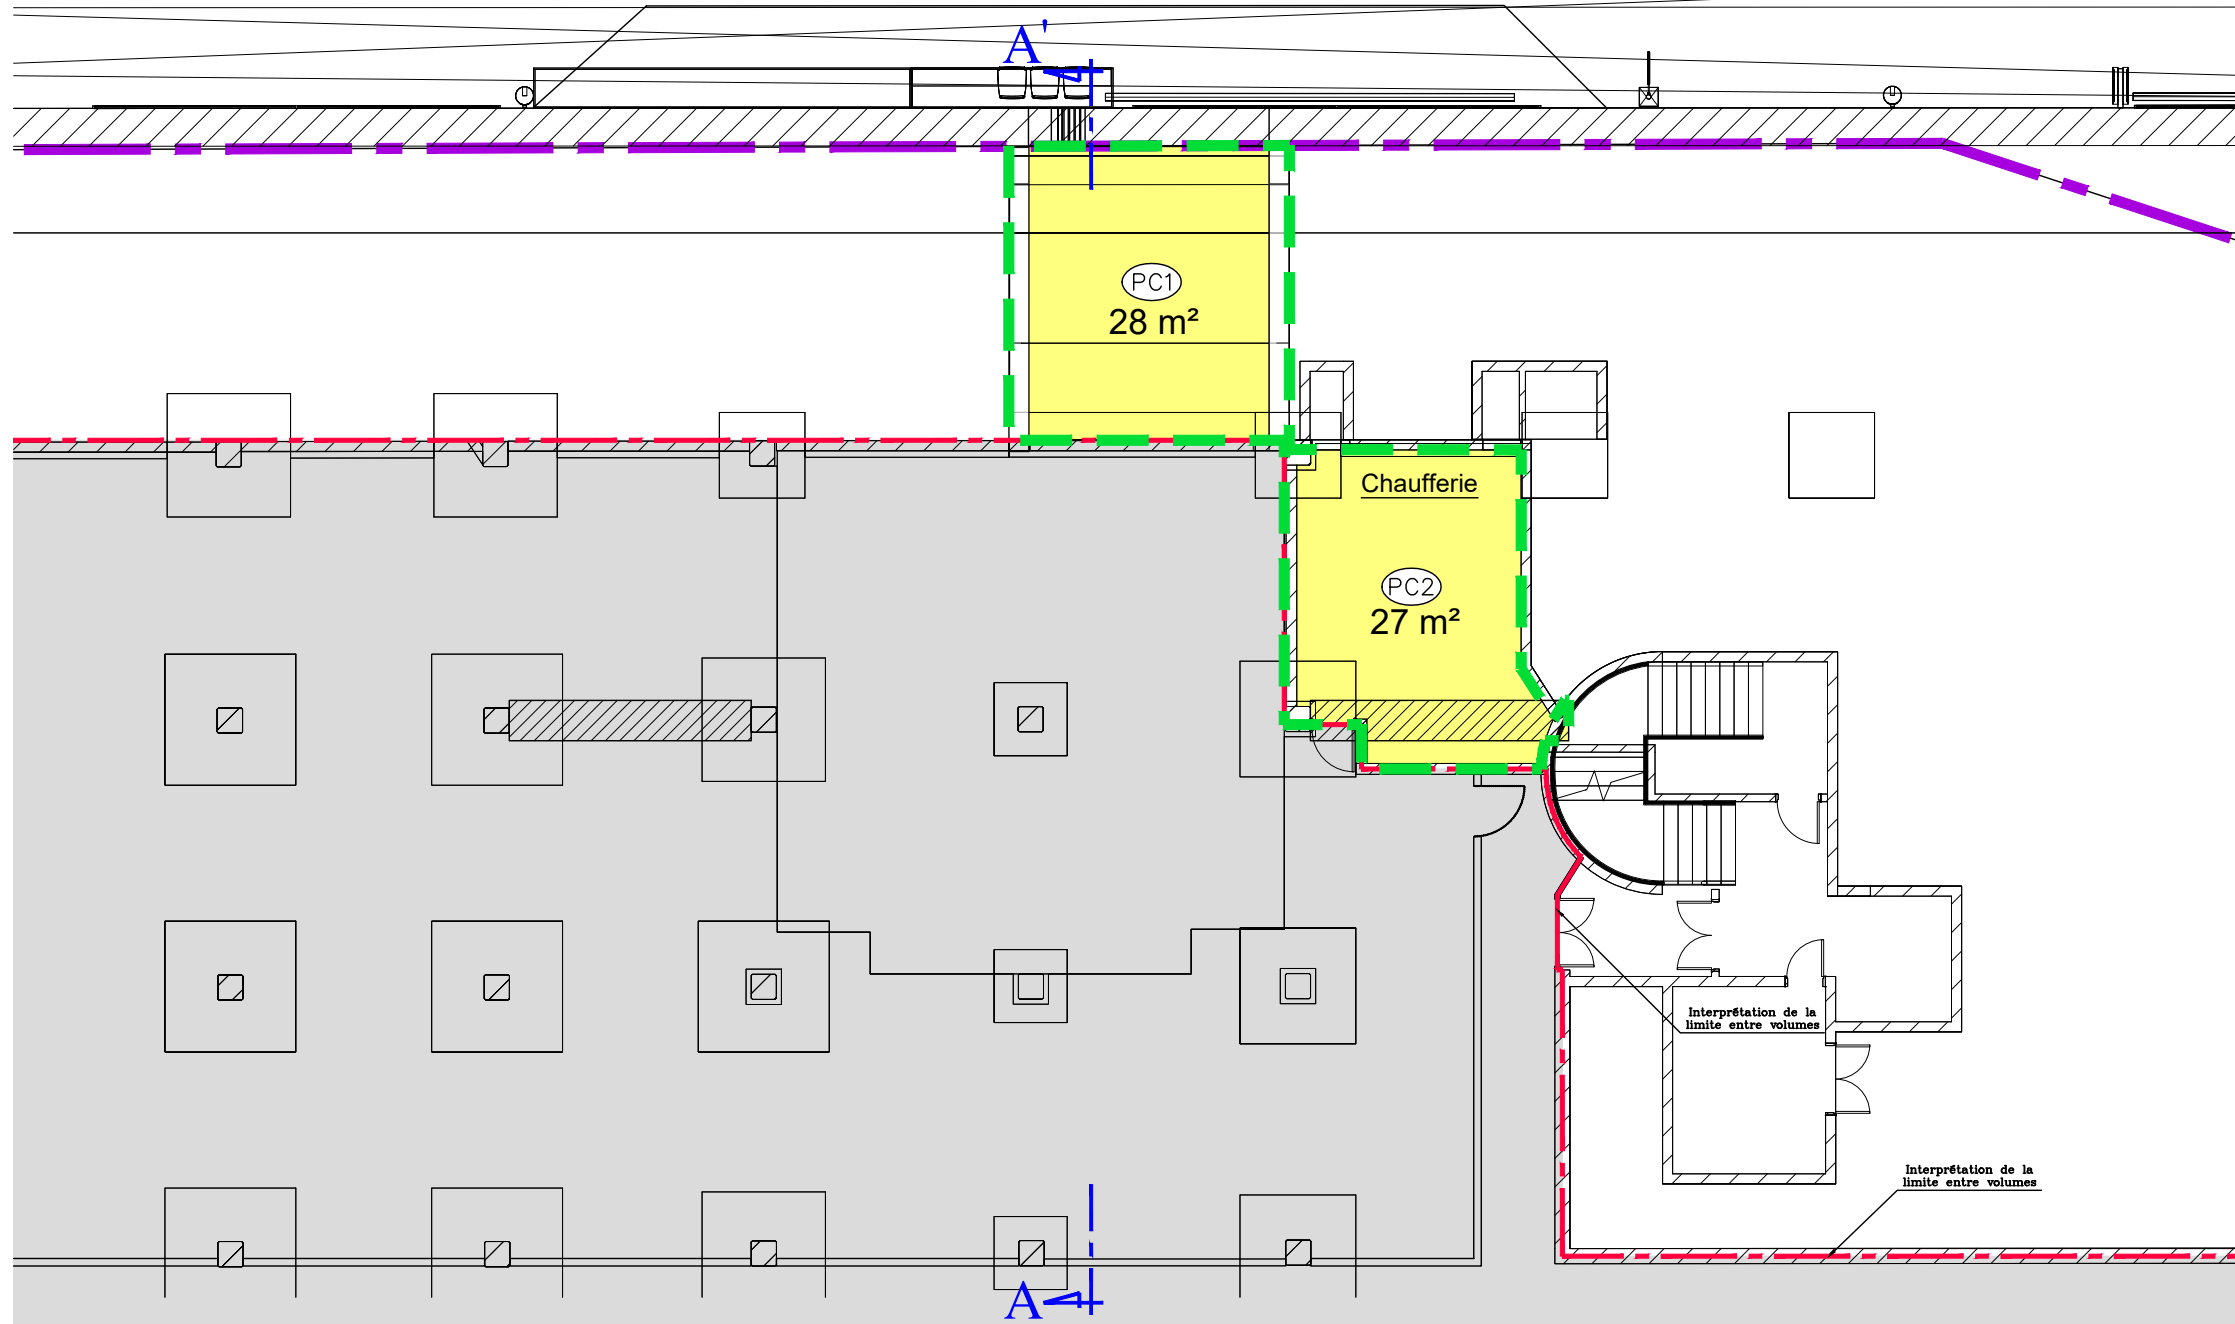 A'
PC1
28 m²
Chaufferie
PC2
27 m²
Interprétation de la
limite entre volumes
Interprétation de la
limite entre volumes
A